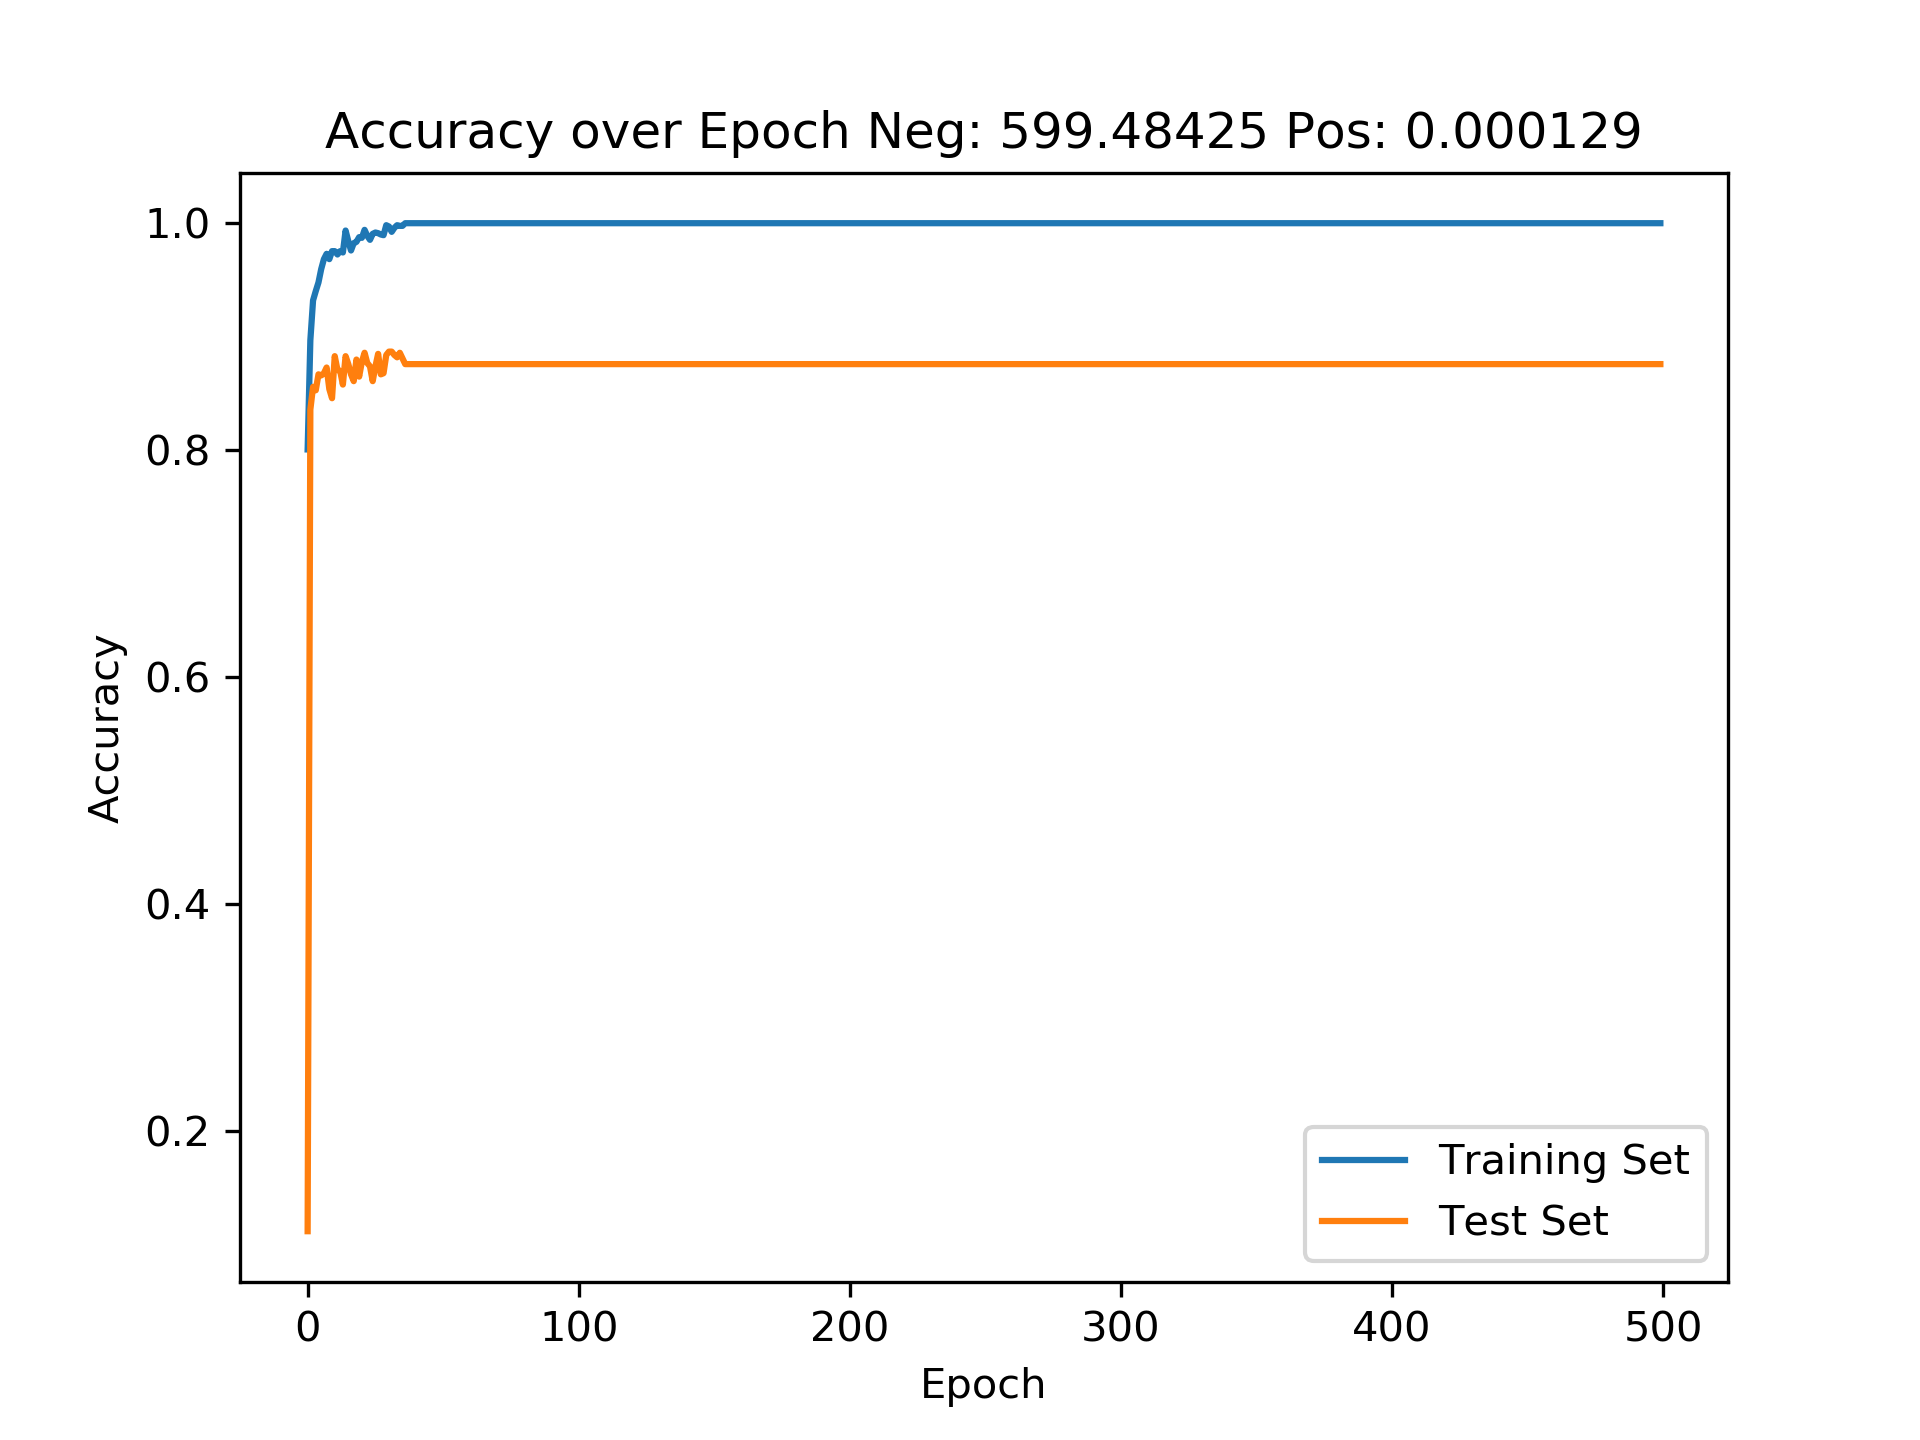 Accuracy over Epoch Neg: 599.48425 Pos: 0.000129
1.0
0.8
0.6
0.4
0.2
Accuracy
Training Set
Test Set
0 100 200 300 400 500
Epoch